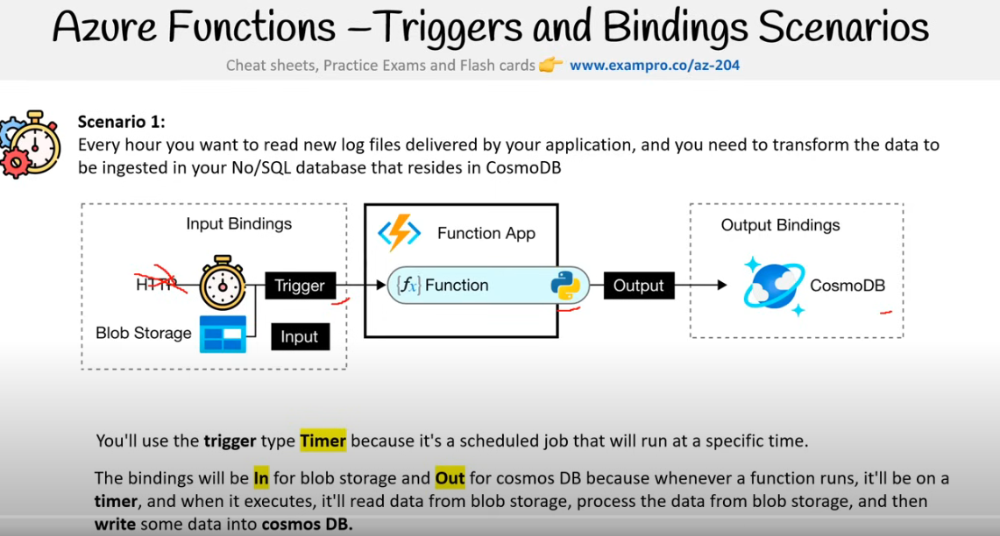 Azure Functions –Triggers and Bindings Scenarios
Cheat sheets, Practice Exams and Flash cards 👉 www.exampro.co/az-204
Scenario 1:
Every hour you want to read new log files delivered by your application, and you need to transform the data to
be ingested in your No/SQL database that resides in CosmoDB
Input Bindings
Function App
Output Bindings
HTTP
Trigger
{fx} Function
Output
CosmoDB
Blob Storage
Input
You'll use the trigger type Timer because it's a scheduled job that will run at a specific time.
The bindings will be In for blob storage and Out for cosmos DB because whenever a function runs, it'll be on a
timer, and when it executes, it'll read data from blob storage, process the data from blob storage, and then
write some data into cosmos DB.